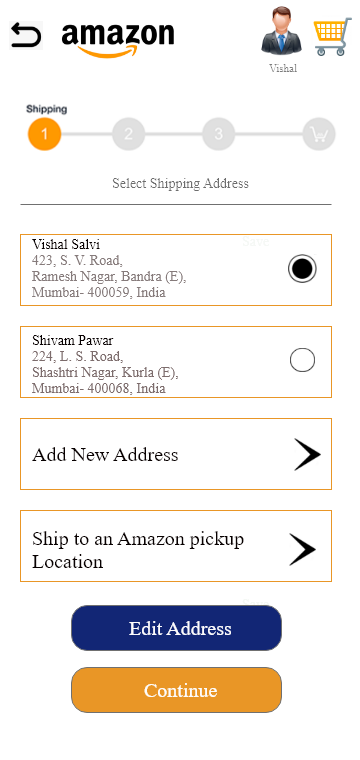 amazon
Vishal
Shipping
1
2
3
Select Shipping Address
Save
Vishal Salvi
423, S. V. Road,
Ramesh Nagar, Bandra (E),
Mumbai- 400059, India
Shivam Pawar
224, L. S. Road,
Shashtri Nagar, Kurla (E),
Mumbai- 400068, India
Add New Address
Ship to an Amazon pickup
Location
Edit Address
Continue